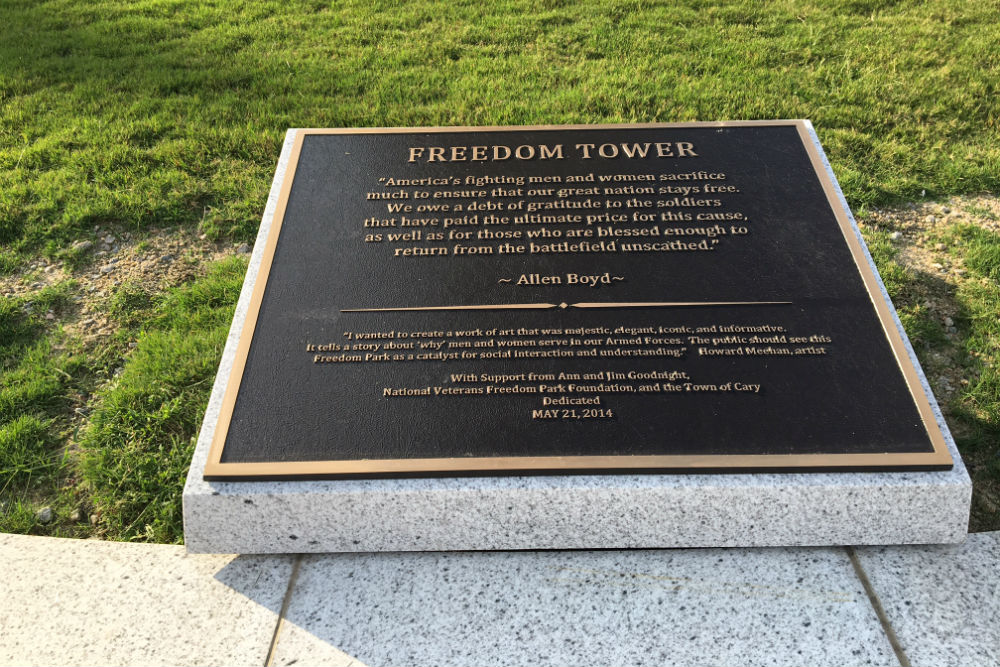 FREEDOM TOWER
"America's fighting men and women sacrifice
much to ensure that our great nation stays free.
We owe a debt of gratitude to the soldiers
that have paid the ultimate price for this cause,
as well as for those who are blessed enough to
return from the battlefield unscathed."
~ Allen Boyd~
"I wanted to create a work of art that was majestic, elegant, iconic, and informative.
It tells a story about 'why' men and women serve in our Armed Forces. The public should see this
Freedom Park as a catalyst for social interaction and understanding." Howard Meehan, artist
With Support from Ann and Jim Goodnight,
National Veterans Freedom Park Foundation, and the Town of Cary
Dedicated
MAY 21, 2014